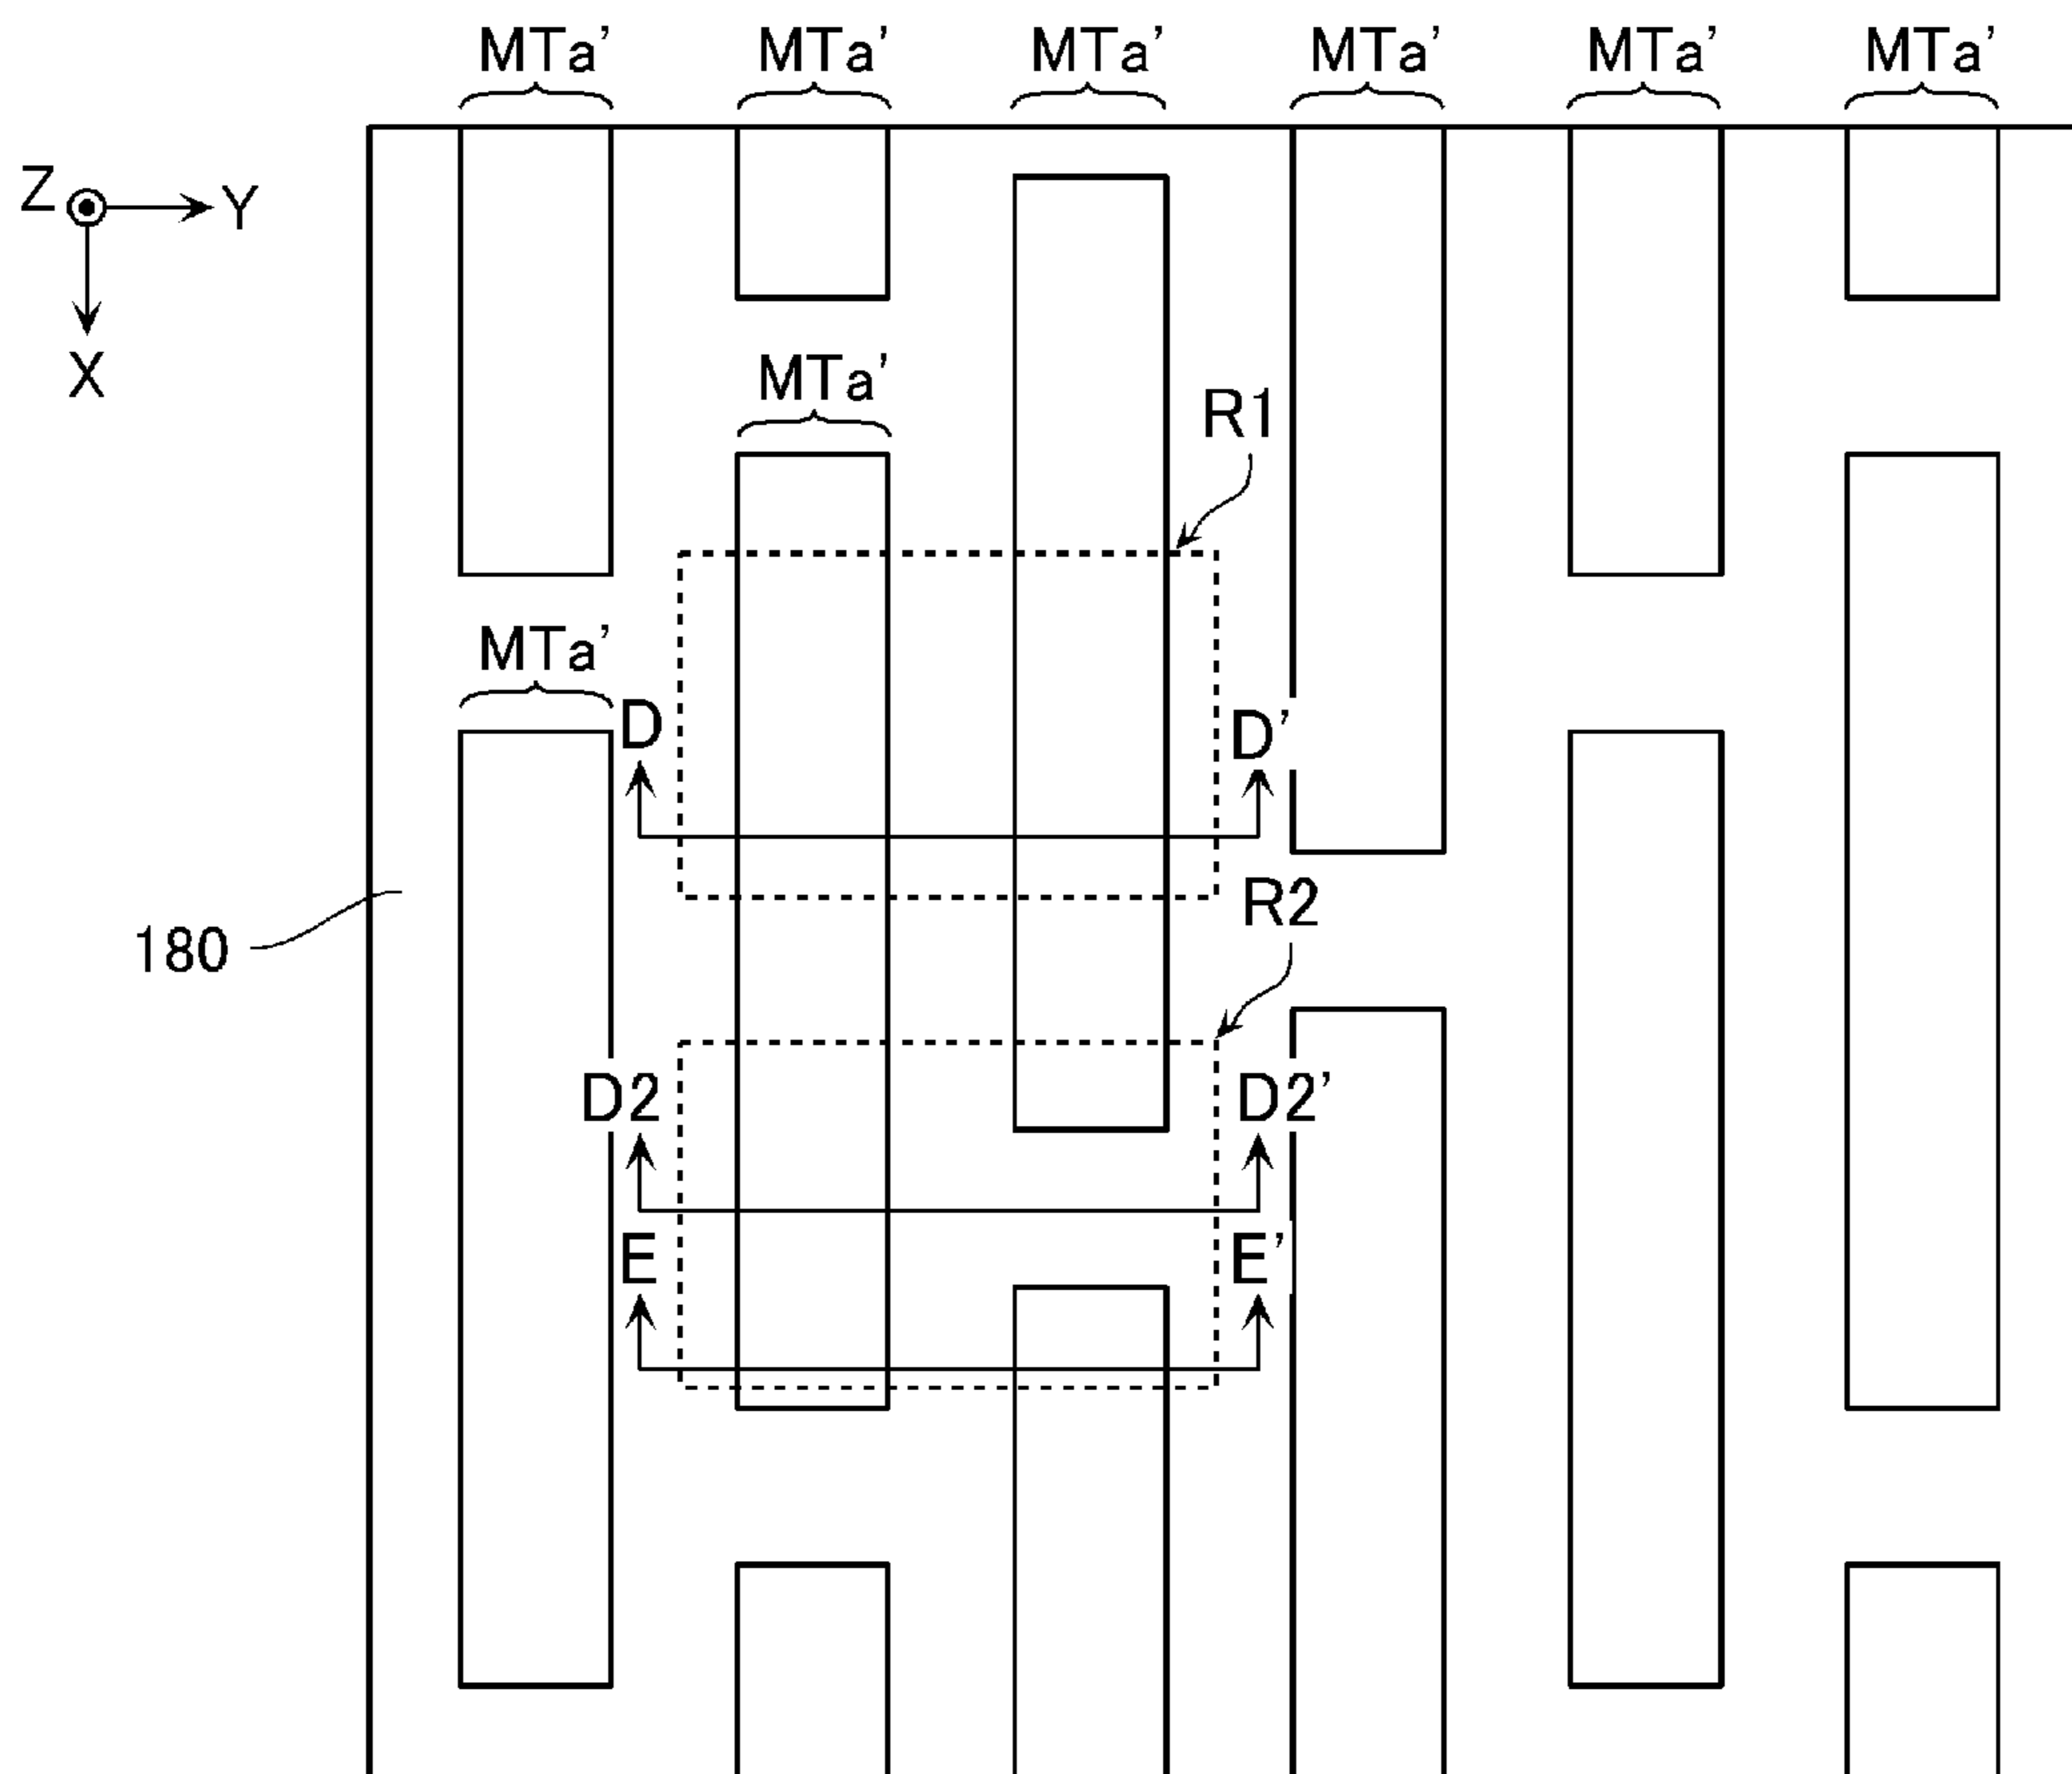 MTa’ MTa’ MTa’ MTa’ MTa’ MTa’
Z Y
X
MTa’
R1
MTa’
D D’
R2
180
D2 D2’
E E’